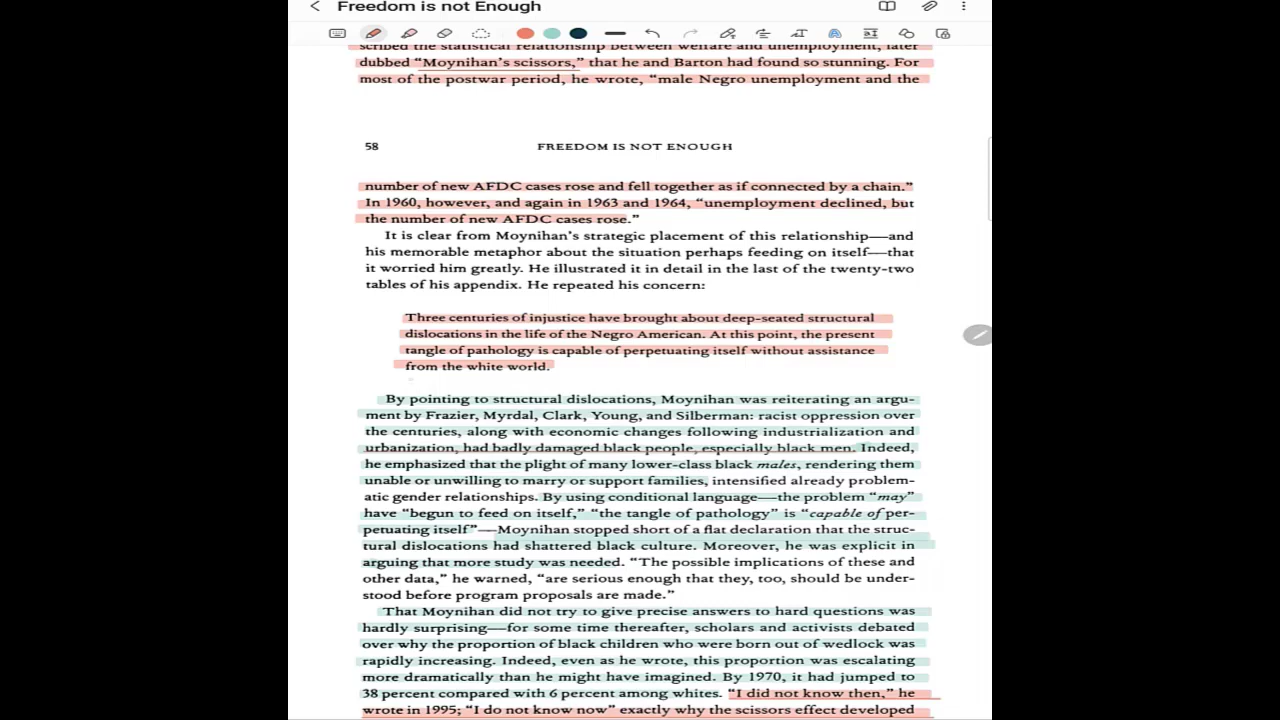 Freedom is not Enough
scribed the statistical relationship between welfare and unemployment, later
dubbed “Moynihan’s scissors,” that he and Barton had found so stunning. For
most of the postwar period, he wrote, “male Negro unemployment and the
58 FREEDOM IS NOT ENOUGH
number of new AFDC cases rose and fell together as if connected by a chain.”
In 1960, however, and again in 1963 and 1964, “unemployment declined, but
the number of new AFDC cases rose.”
It is clear from Moynihan’s strategic placement of this relationship—and
his memorable metaphor about the situation perhaps feeding on itself—that
it worried him greatly. He illustrated it in detail in the last of the twenty-two
tables of his appendix. He repeated his concern:
Three centuries of injustice have brought about deep-seated structural
dislocations in the life of the Negro American. At this point, the present
tangle of pathology is capable of perpetuating itself without assistance
from the white world.
By pointing to structural dislocations, Moynihan was reiterating an argu-
ment by Frazier, Myrdal, Clark, Young, and Silberman: racist oppression over
the centuries, along with economic changes following industrialization and
urbanization, had badly damaged black people, especially black men. Indeed,
he emphasized that the plight of many lower-class black males, rendering them
unable or unwilling to marry or support families, intensified already problem-
atic gender relationships. By using conditional language—the problem “may”
have “begun to feed on itself,” “the tangle of pathology” is “capable of per-
petuating itself”—Moynihan stopped short of a flat declaration that the struc-
tural dislocations had shattered black culture. Moreover, he was explicit in
arguing that more study was needed. “The possible implications of these and
other data,” he warned, “are serious enough that they, too, should be under-
stood before program proposals are made.”
That Moynihan did not try to give precise answers to hard questions was
hardly surprising—for some time thereafter, scholars and activists debated
over why the proportion of black children who were born out of wedlock was
rapidly increasing. Indeed, even as he wrote, this proportion was escalating
more dramatically than he might have imagined. By 1970, it had jumped to
38 percent compared with 6 percent among whites. “I did not know then,” he
wrote in 1995; “I do not know now” exactly why the scissors effect developed